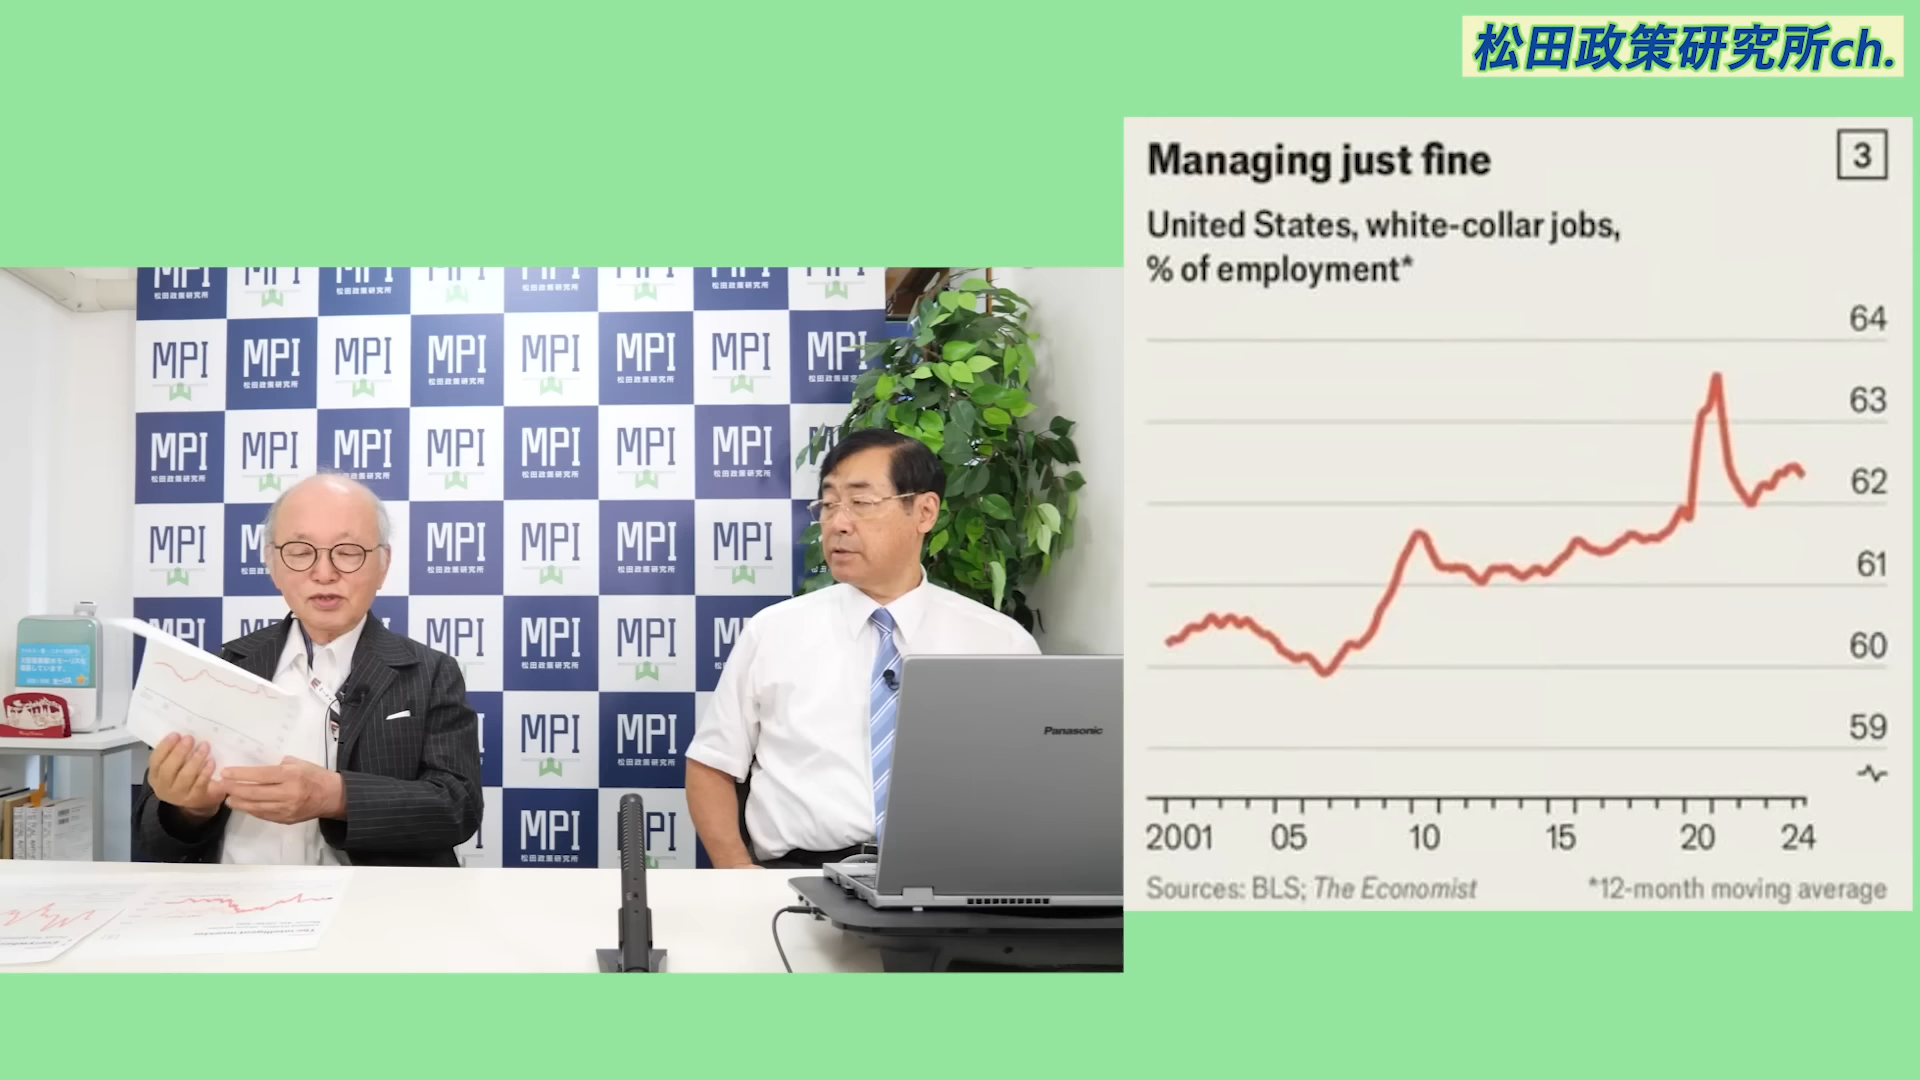 松田政策研究所ch.
Managing just fine
3
United States, white-collar jobs,
% of employment*
64
63
62
61
60
59
2001 05 10 15 20 24
Sources: BLS; The Economist
*12-month moving average
MPI
松田政策研究所
Panasonic